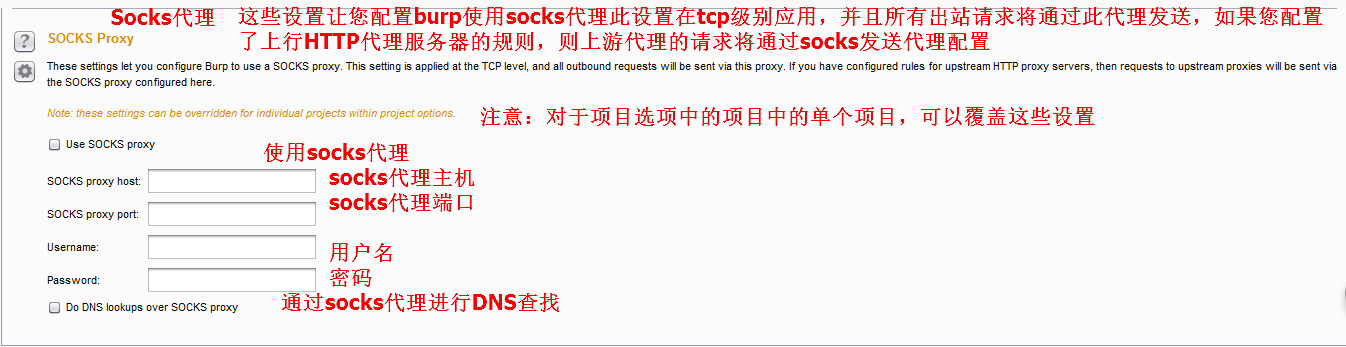 Socks代理 这些设置让您配置burp使用socks代理此设置在tcp级别应用，并且所有出站请求将通过此代理发送，如果您配置
SOCKS Proxy 了上行HTTP代理服务器的规则，则上游代理的请求将通过socks发送代理配置
These settings let you configure Burp to use a SOCKS proxy. This setting is applied at the TCP level, and all outbound requests will be sent via this proxy. If you have configured rules for upstream HTTP proxy servers, then requests to upstream proxies will be sent via
the SOCKS proxy configured here.
Note: these settings can be overridden for individual projects within project options. 注意：对于项目选项中的项目中的单个项目，可以覆盖这些设置
Use SOCKS proxy 使用socks代理
SOCKS proxy host: socks代理主机
SOCKS proxy port: socks代理端口
Username: 用户名
Password: 密码
Do DNS lookups over SOCKS proxy 通过socks代理进行DNS查找